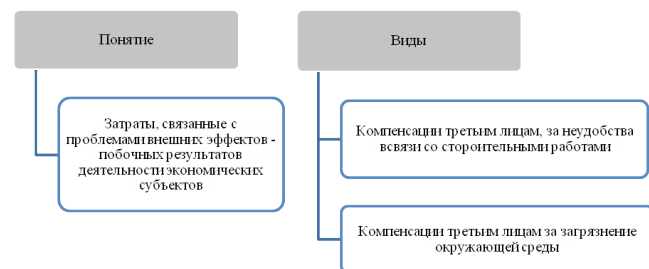 Понятие
Затраты, связанные с
проблемами внешних эффектов -
побочных результатов
деятельности экономических
субъектов
Виды
Компенсации третьим лицам, за неудобства
всвязи со сторительными работами
Компенсации третьим лицам за загрязнение
окружающей среды